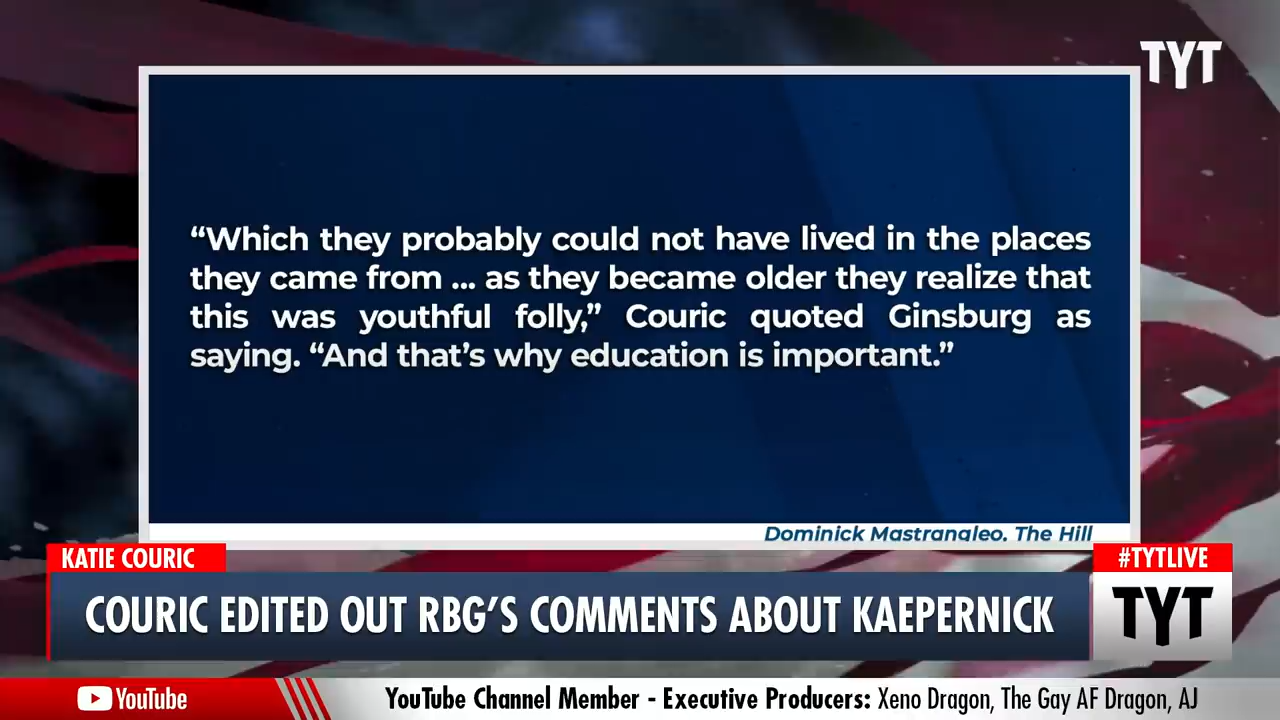 TYT
“Which they probably could not have lived in the places
they came from ... as they became older they realize that
this was youthful folly,” Couric quoted Ginsburg as
saying. “And that’s why education is important.”
Dominick Mastrangleo, The Hill
KATIE COURIC
#TYTLIVE
COURIC EDITED OUT RBG’S COMMENTS ABOUT KAEPERNICK
TYT
YouTube
YouTube Channel Member - Executive Producers: Xeno Dragon, The Gay AF Dragon, AJ